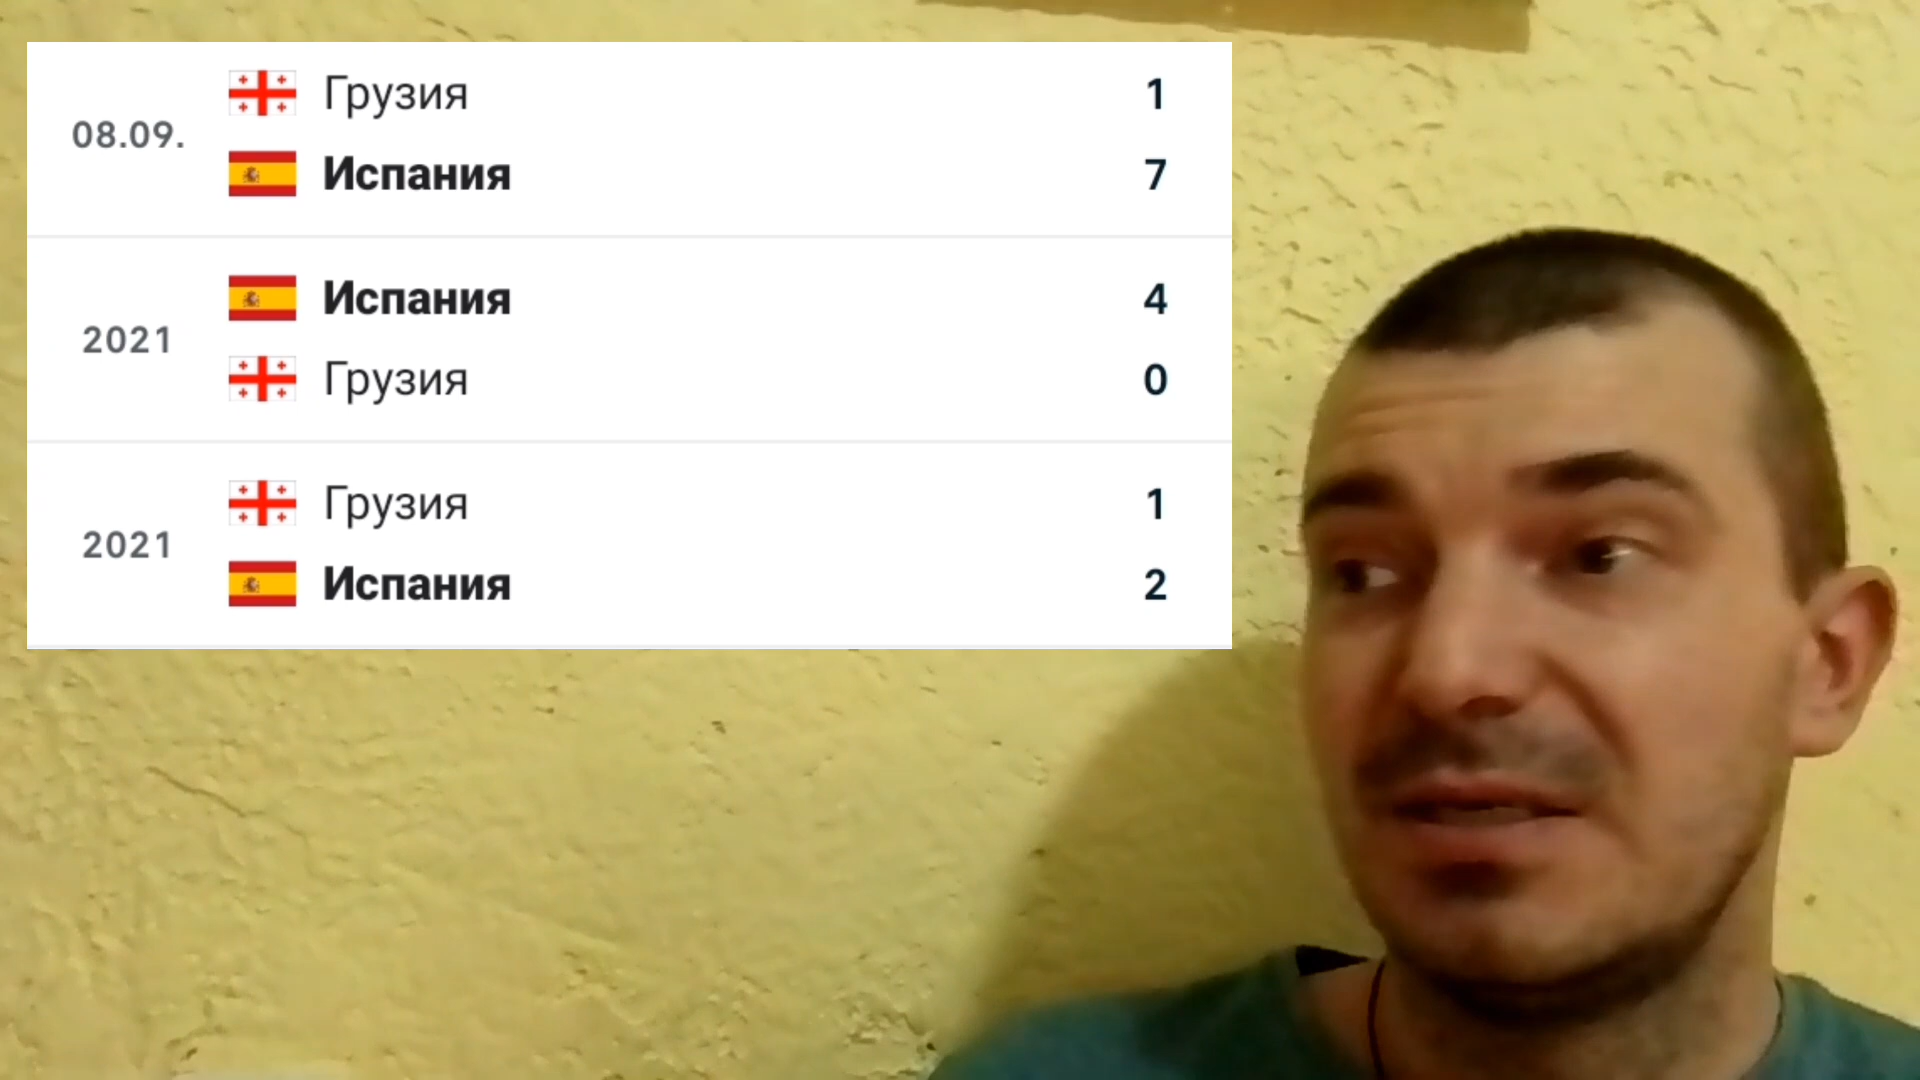 08.09.
Грузия 1
Испания 7
2021
Испания 4
Грузия 0
2021
Грузия 1
Испания 2